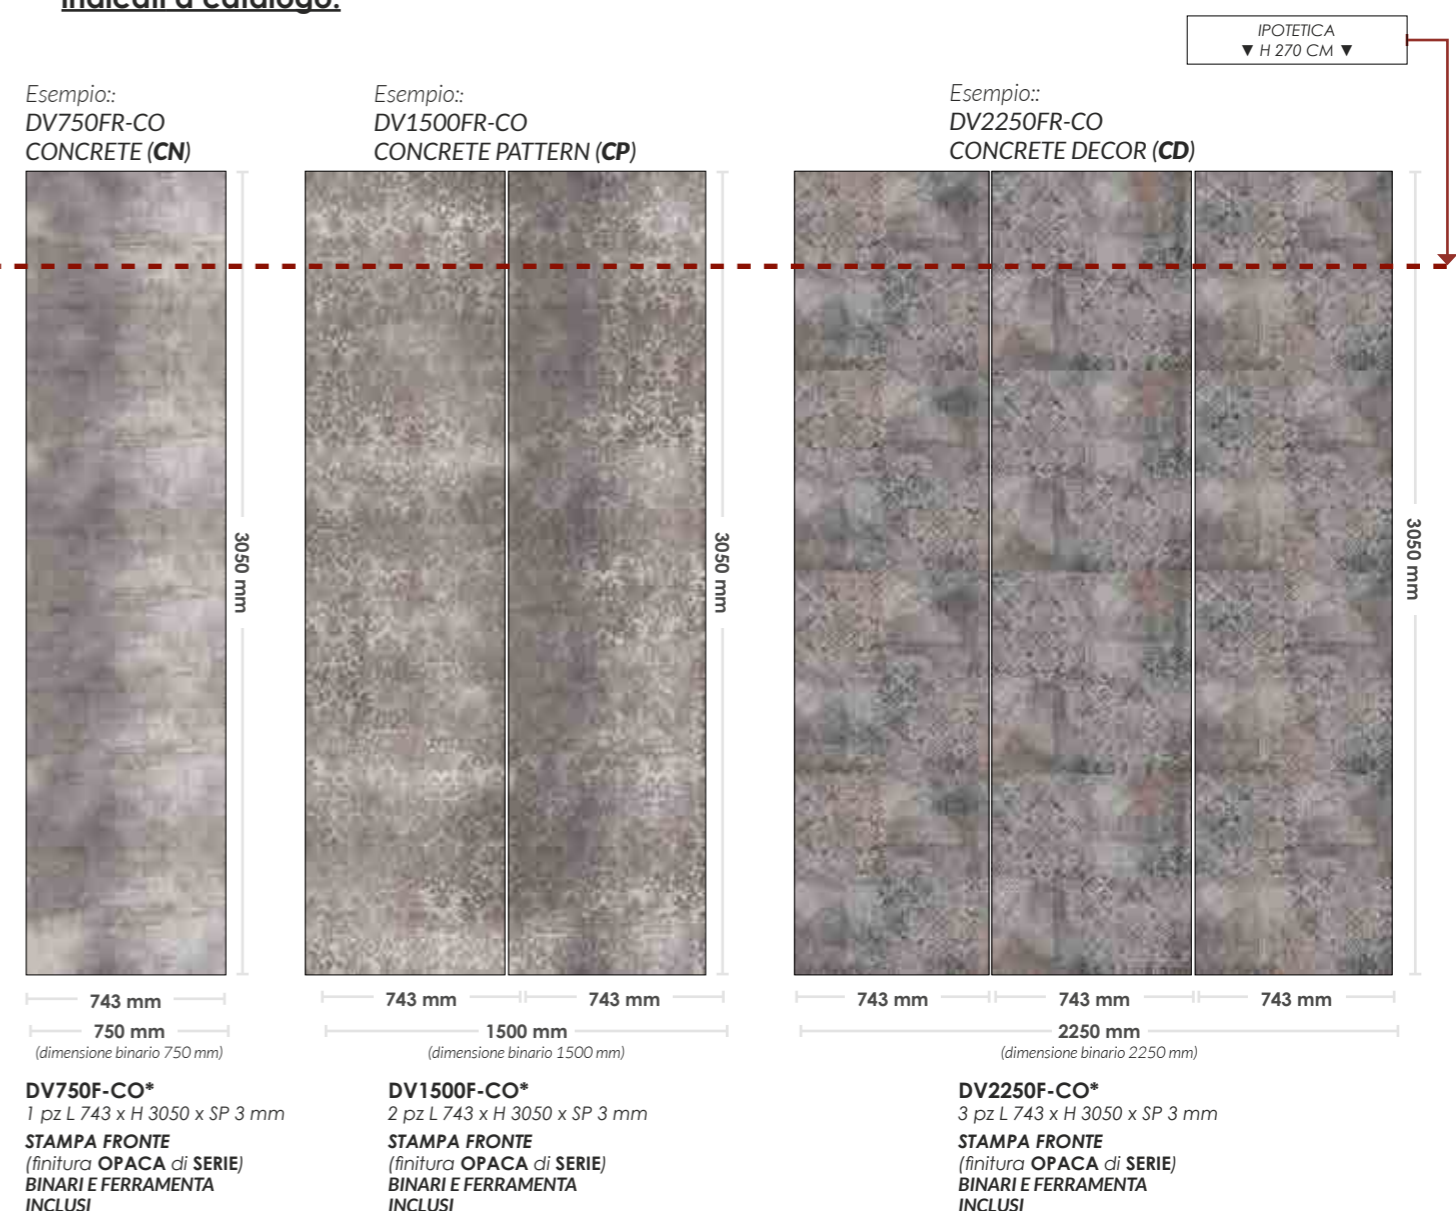 indicati a catalogo.
IPOTETICA
▼ H 270 CM ▼
Esempio::
DV750FR-CO
CONCRETE (CN)
Esempio::
DV1500FR-CO
CONCRETE PATTERN (CP)
Esempio::
DV2250FR-CO
CONCRETE DECOR (CD)
3050 mm
3050 mm
3050 mm
743 mm
750 mm
(dimensione binario 750 mm)
743 mm
743 mm
1500 mm
(dimensione binario 1500 mm)
743 mm
743 mm
743 mm
2250 mm
(dimensione binario 2250 mm)
DV750F-CO*
1 pz L 743 x H 3050 x SP 3 mm
STAMPA FRONTE
(finitura OPACA di SERIE)
BINARI E FERRAMENTA
INCLUSI
DV1500F-CO*
2 pz L 743 x H 3050 x SP 3 mm
STAMPA FRONTE
(finitura OPACA di SERIE)
BINARI E FERRAMENTA
INCLUSI
DV2250F-CO*
3 pz L 743 x H 3050 x SP 3 mm
STAMPA FRONTE
(finitura OPACA di SERIE)
BINARI E FERRAMENTA
INCLUSI